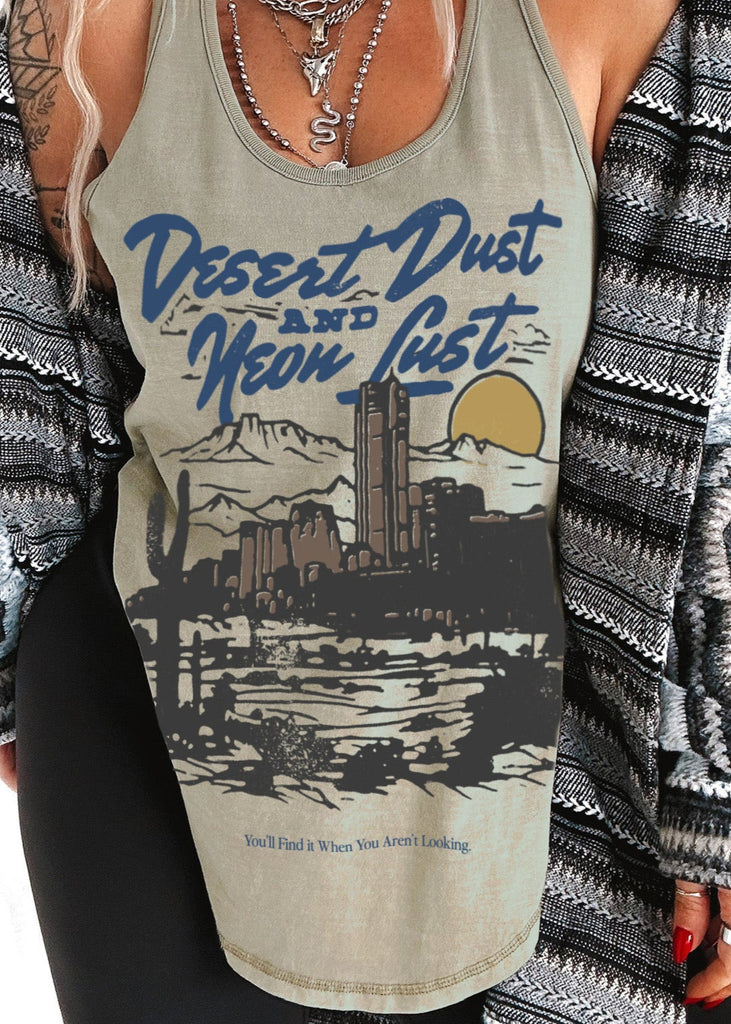 Desert Dust
AND
Neon Lust
You'll Find it When You Aren't Looking.